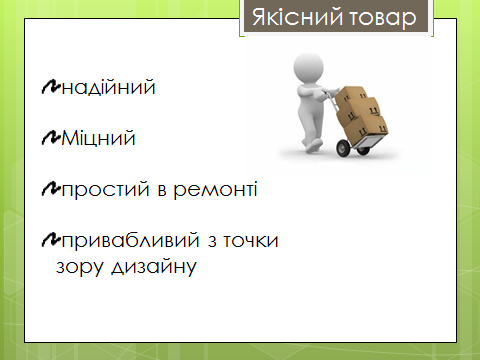 Якісний товар
надійний
Міцний
простий в ремонті
привабливий з точки
зору дизайну